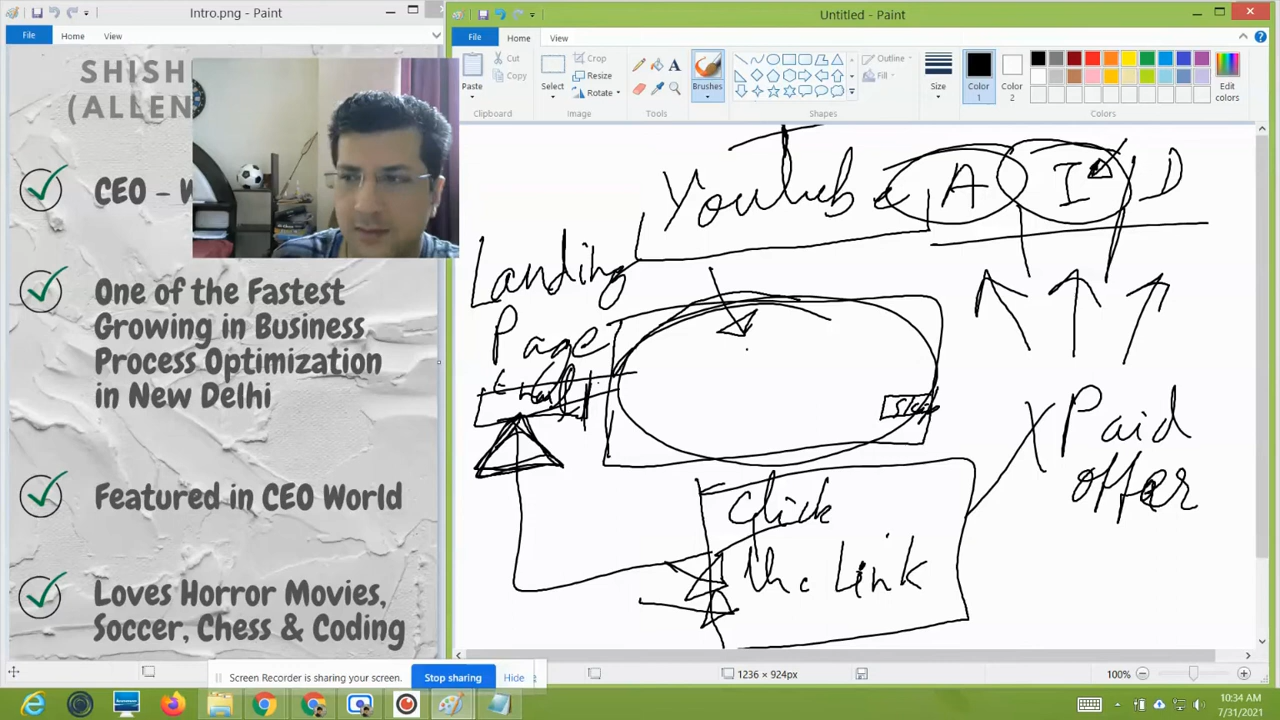 Intro.png - Paint
File
Home
View
SHISH
(ALLEN
CEO - W
One of the Fastest
Growing in Business
Process Optimization
in New Delhi
Featured in CEO World
Loves Horror Movies,
Soccer, Chess & Coding
Untitled - Paint
File
Home
View
Paste
Cut
Copy
Clipboard
Select
Crop
Resize
Rotate
Image
A
Tools
Brushes
Outline
Fill
Shapes
Size
Color
1
Color
2
Edit
colors
Colors
Youtube A I D
Landing
Page
Email
Skip
Click
the Link
X Paid
offer
Screen Recorder is sharing your screen.
Stop sharing
Hide
1236 × 924px
100%
10:34 AM
7/31/2021